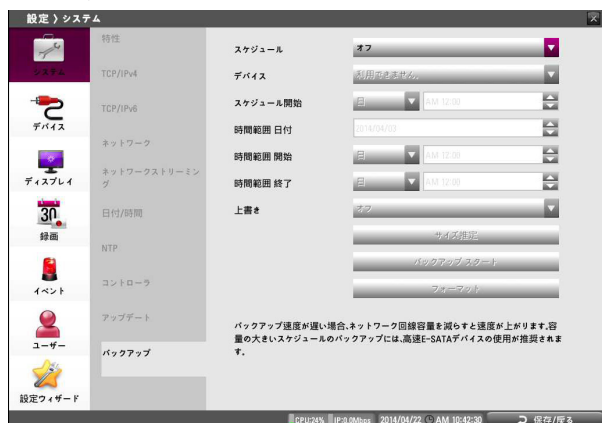 設定 〉システム
システム
デバイス
ディスプレイ
30
録画
イベント
ユーザー
設定ウィザード
特性
TCP/IPv4
TCP/IPv6
ネットワーク
ネットワークストリーミン
グ
日付/時間
NTP
コントローラ
アップデート
バックアップ
スケジュール オフ
デバイス 利用できません。
スケジュール開始 日 AM 12:00
時間範囲 日付 2014/04/03
時間範囲 開始 日 AM 12:00
時間範囲 終了 日 AM 12:00
上書き オフ
サイズ推定
バックアップ スタート
フォーマット
バックアップ速度が遅い場合、ネットワーク回線容量を減らすと速度が上がります。容
量の大きいスケジュールのバックアップには、高速E-SATAデバイスの使用が推奨されま
す。
CPU:24% IP:0.0Mbps 2014/04/22 AM 10:42:30 保存/戻る